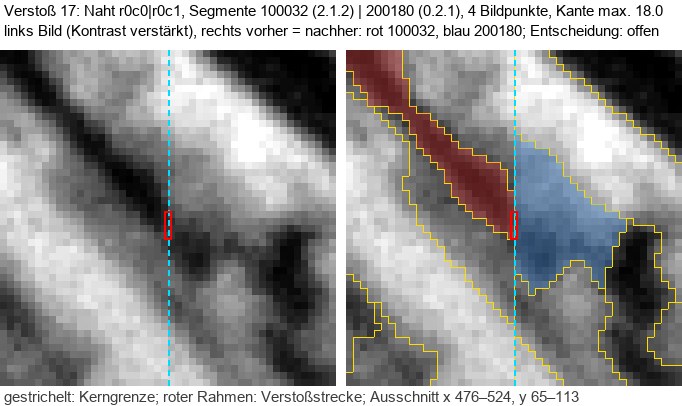 Verstoß 17: Naht r0c0|r0c1, Segmente 100032 (2.1.2) | 200180 (0.2.1), 4 Bildpunkte, Kante max. 18.0
links Bild (Kontrast verstärkt), rechts vorher = nachher: rot 100032, blau 200180; Entscheidung: offen
gestrichelt: Kerngrenze; roter Rahmen: Verstoßstrecke; Ausschnitt x 476–524, y 65–113